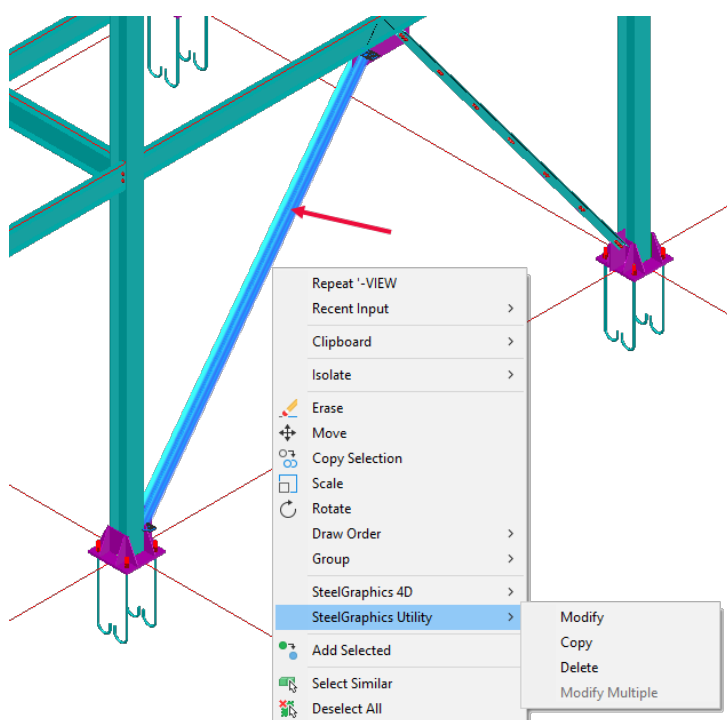 Repeat '-VIEW
Recent Input
Clipboard
Isolate
Erase
Move
Copy Selection
Scale
Rotate
Draw Order
Group
SteelGraphics 4D
SteelGraphics Utility
Modify
Copy
Delete
Modify Multiple
Add Selected
Select Similar
Deselect All